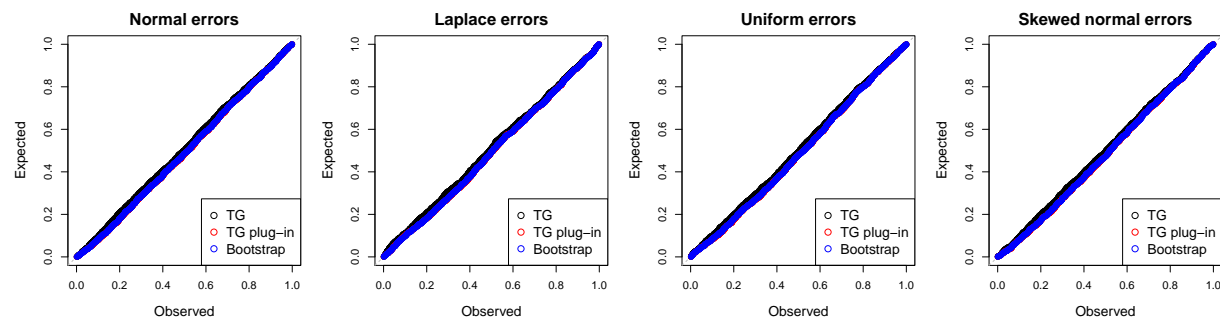 Normal errors
Expected
1.0
0.8
0.6
0.4
0.2
0.0
TG
TG plug−in
Bootstrap
0.0 0.2 0.4 0.6 0.8 1.0
Observed
Laplace errors
Expected
1.0
0.8
0.6
0.4
0.2
0.0
TG
TG plug−in
Bootstrap
0.0 0.2 0.4 0.6 0.8 1.0
Observed
Uniform errors
Expected
1.0
0.8
0.6
0.4
0.2
0.0
TG
TG plug−in
Bootstrap
0.0 0.2 0.4 0.6 0.8 1.0
Observed
Skewed normal errors
Expected
1.0
0.8
0.6
0.4
0.2
0.0
TG
TG plug−in
Bootstrap
0.0 0.2 0.4 0.6 0.8 1.0
Observed